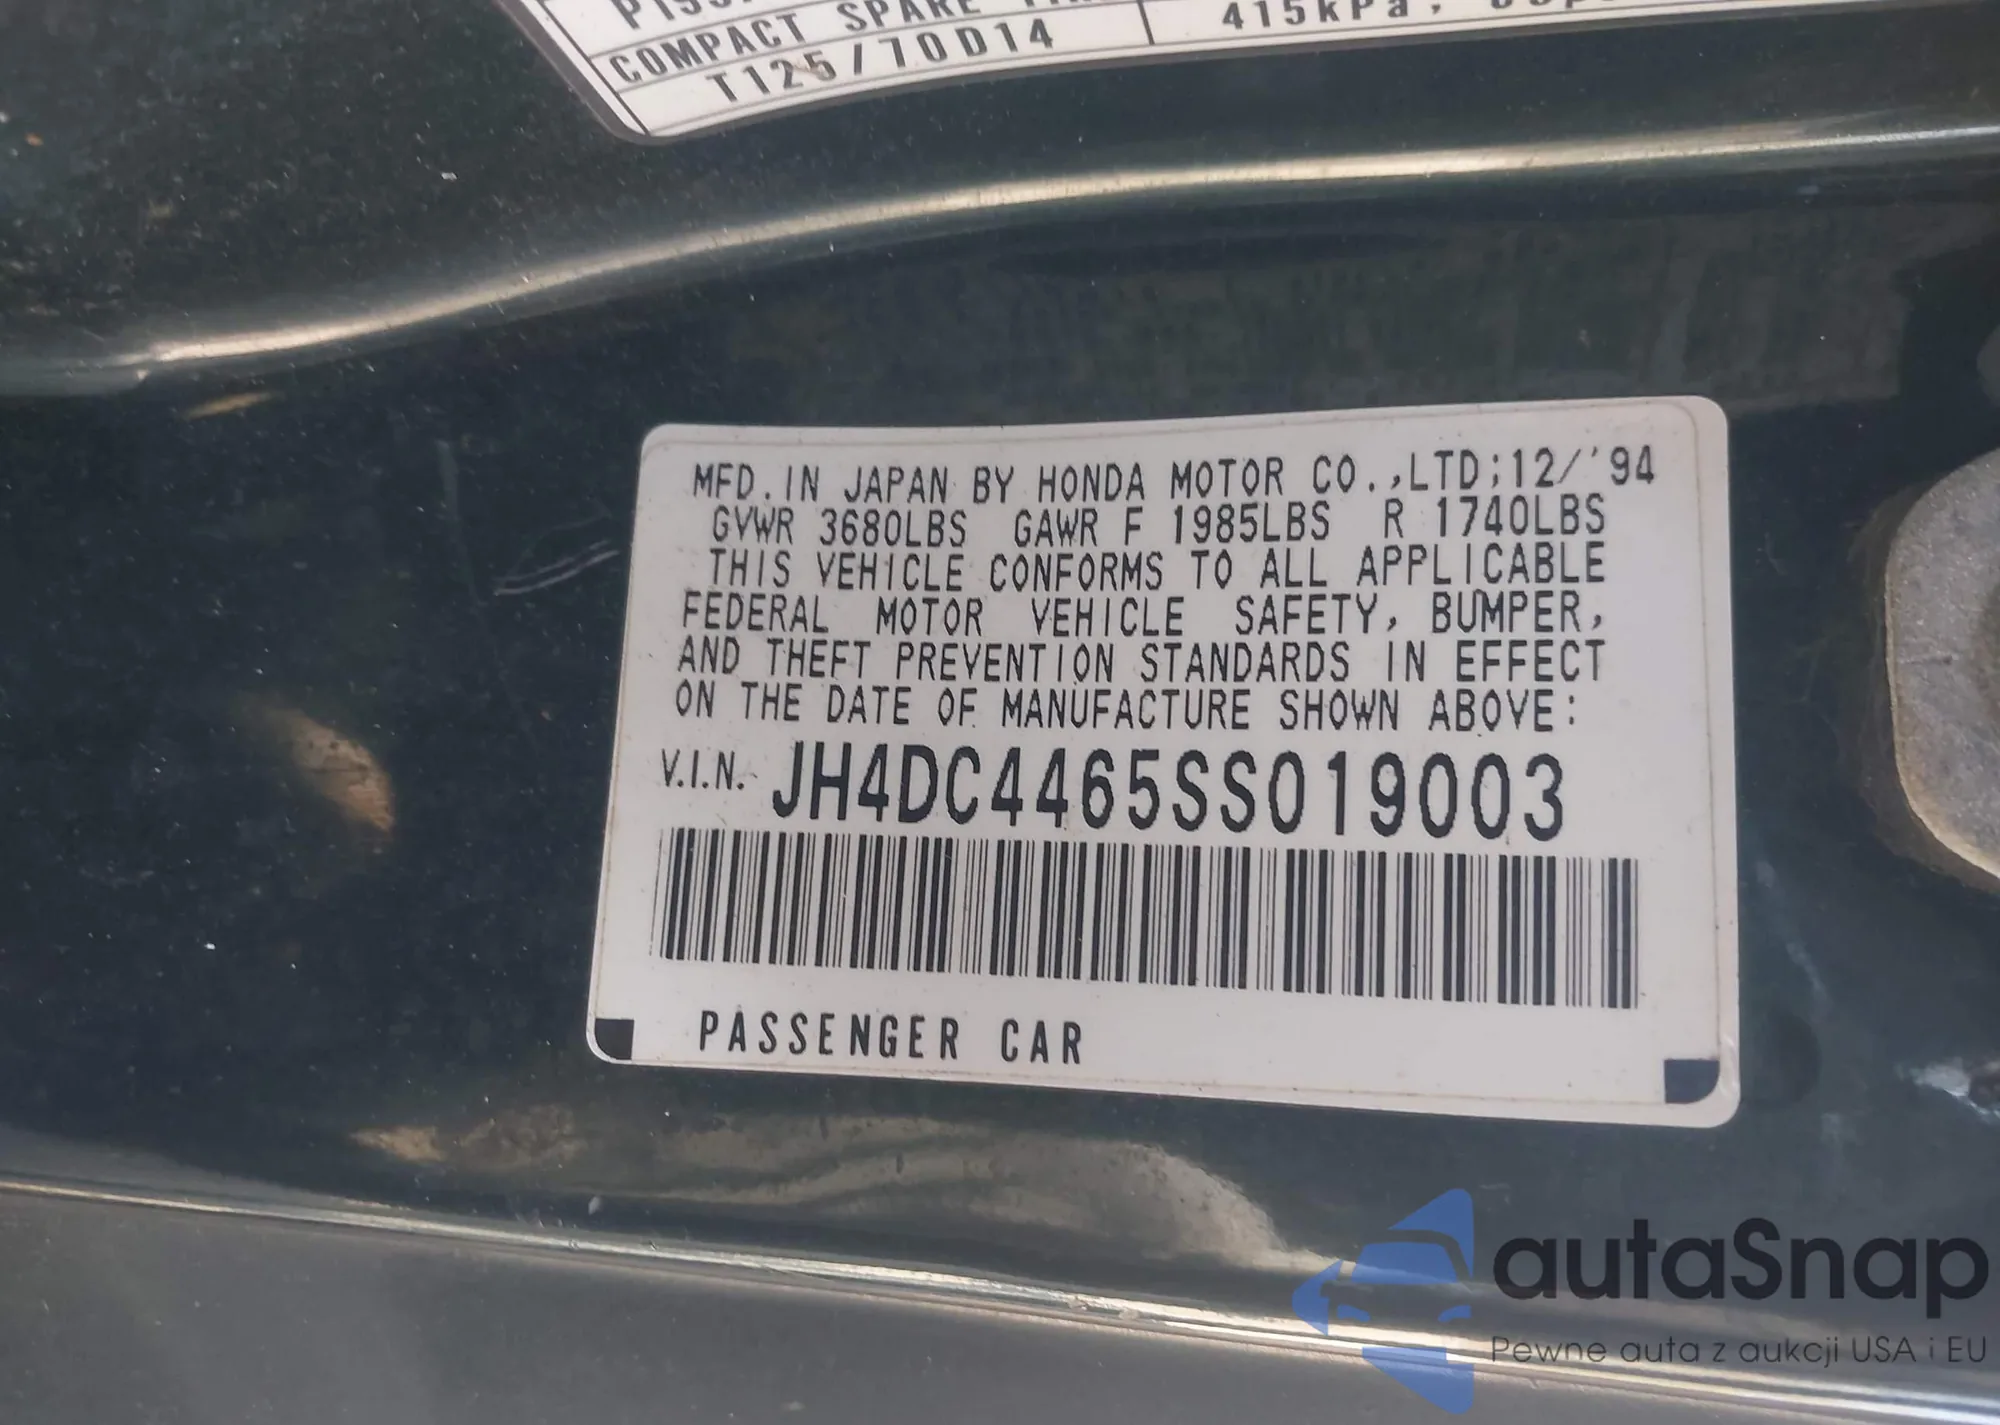 COMPACT SPARE
T125/70D14
415kPa,
MFD. IN JAPAN BY HONDA MOTOR CO.,LTD;12/'94
GVWR 3680LBS GAWR F 1985LBS R 1740LBS
THIS VEHICLE CONFORMS TO ALL APPLICABLE
FEDERAL MOTOR VEHICLE SAFETY, BUMPER,
AND THEFT PREVENTION STANDARDS IN EFFECT
ON THE DATE OF MANUFACTURE SHOWN ABOVE:
V.I.N. JH4DC4465SS019003
PASSENGER CAR
autaSnap
Pewne auta z aukcji USA i EU